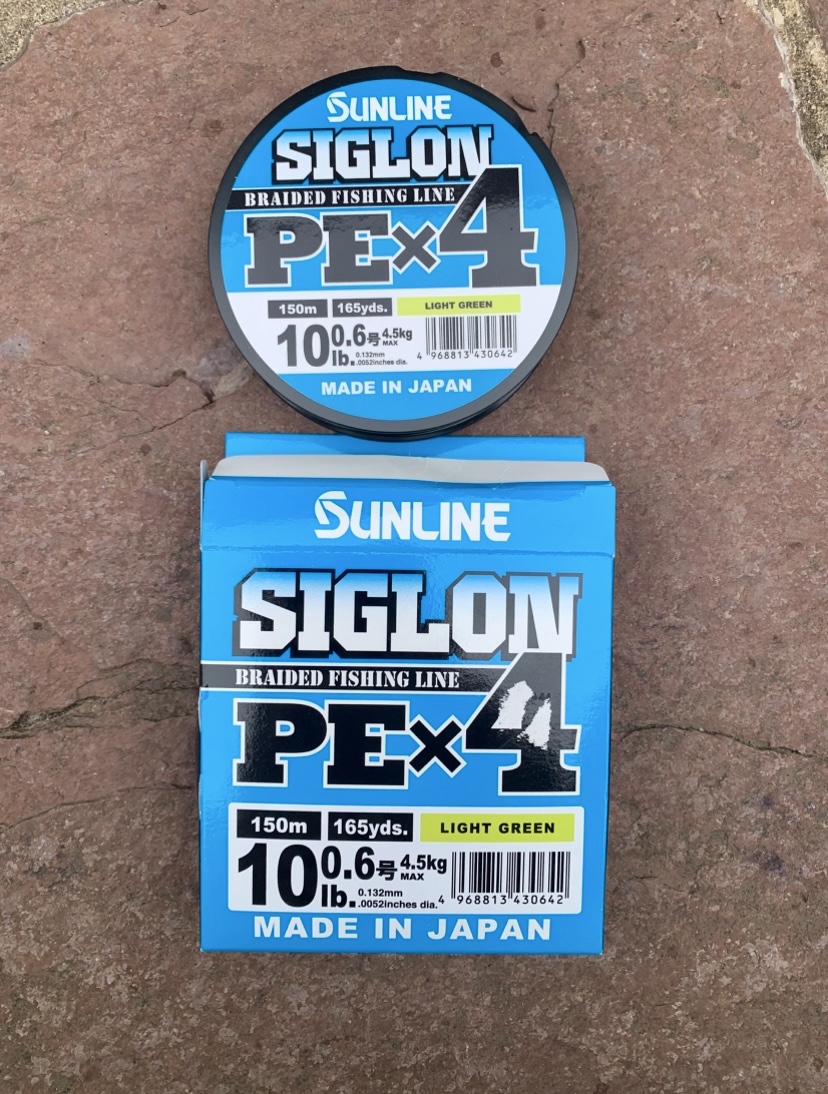 SUNLINE
SIGLON
BRAIDED FISHING LINE
PE×4
150m 165yds. LIGHT GREEN
10lb. 0.6号 4.5kg MAX
0.132mm
.0052inches dia.
4 968813 430642
MADE IN JAPAN
SUNLINE
SIGLON
BRAIDED FISHING LINE
PE×4
150m 165yds. LIGHT GREEN
10lb. 0.6号 4.5kg MAX
0.132mm
.0052inches dia.
4 968813 430642
MADE IN JAPAN